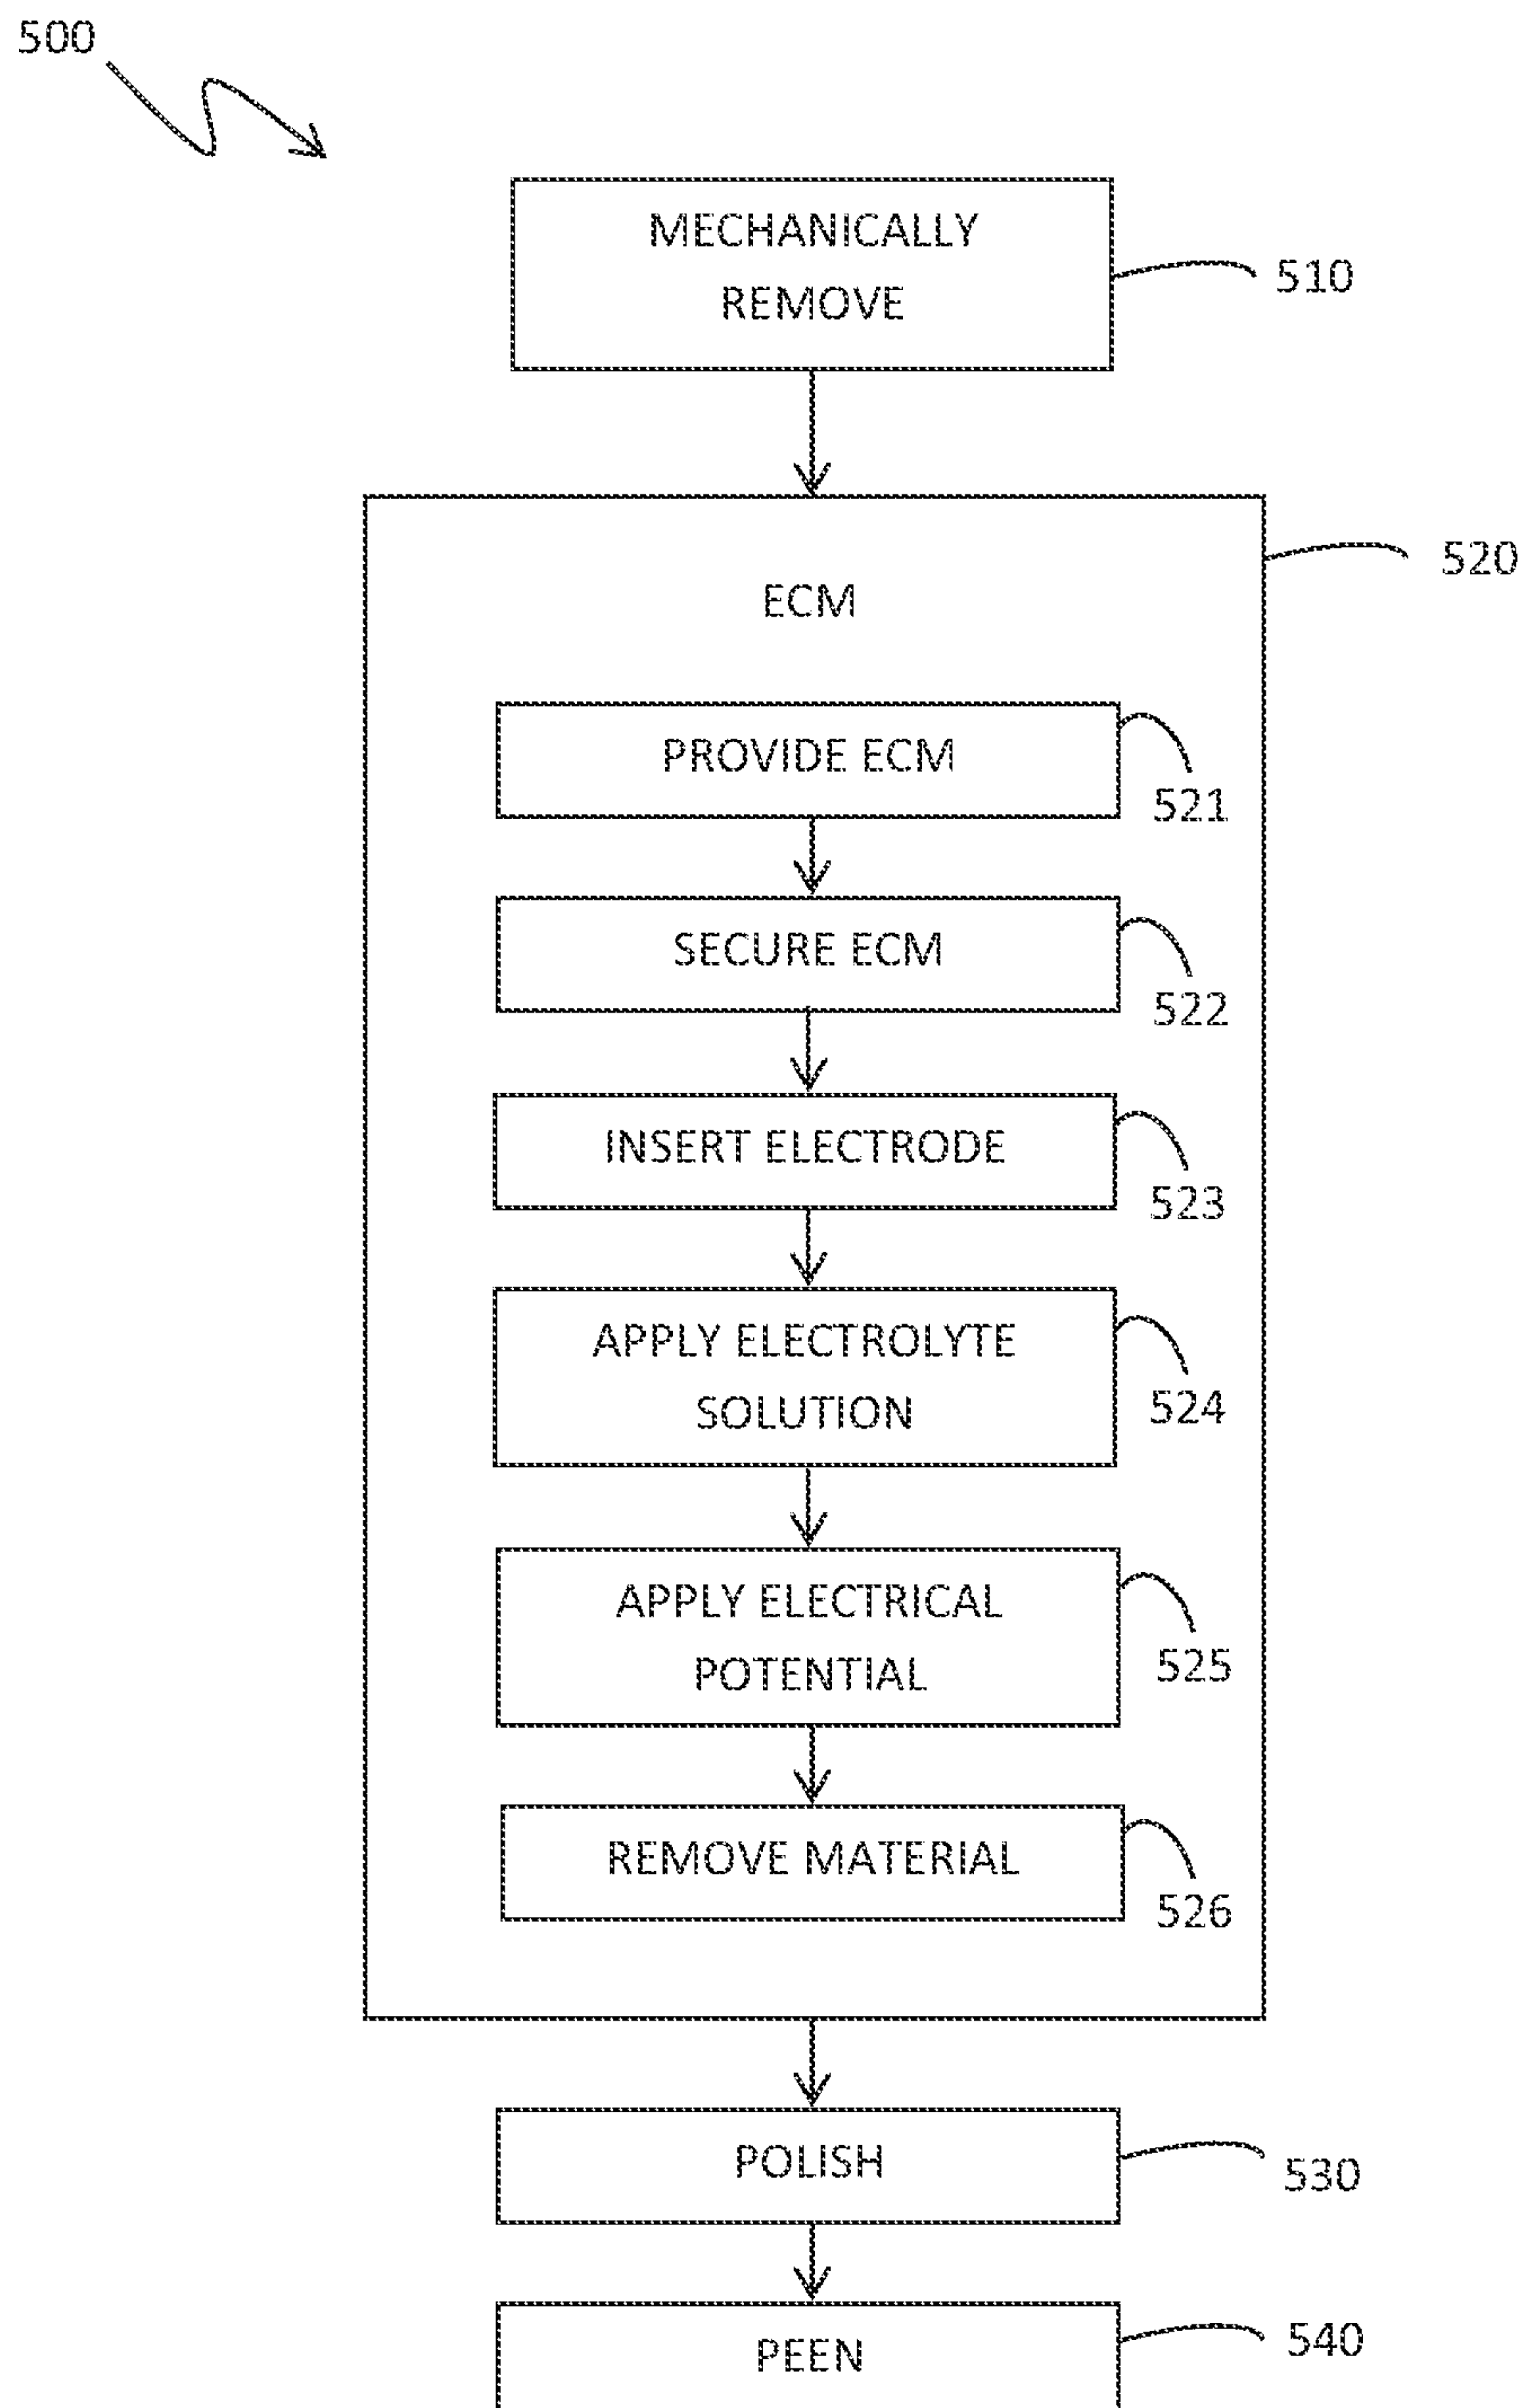 500
MECHANICALLY
REMOVE
510
520
ECM
PROVIDE ECM
521
SECURE ECM
522
INSERT ELECTRODE
523
APPLY ELECTROLYTE
SOLUTION
524
APPLY ELECTRICAL
POTENTIAL
525
REMOVE MATERIAL
526
POLISH
530
PEEN
540